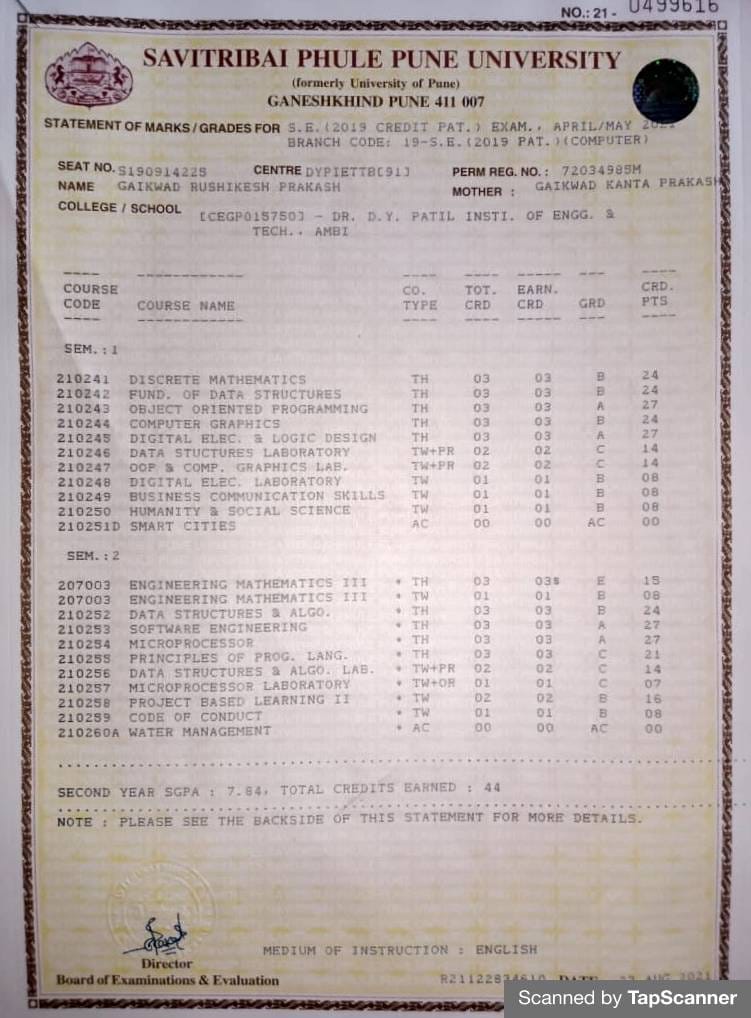 NO.: 21 - 0499616
SAVITRIBAI PHULE PUNE UNIVERSITY
(formerly University of Pune)
GANESHKHIND PUNE 411 007
STATEMENT OF MARKS / GRADES FOR S.E.(2019 CREDIT PAT.) EXAM., APRIL/MAY 2021
BRANCH CODE: 19-S.E.(2019 PAT.)(COMPUTER)
SEAT NO. S190914225 CENTRE DYPIETTB[91] PERM REG. NO. : 72034985M
NAME GAIKWAD RUSHIKESH PRAKASH MOTHER : GAIKWAD KANTA PRAKASH
COLLEGE / SCHOOL [CEGP015750] - DR. D.Y. PATIL INSTI. OF ENGG. &
TECH., AMBI
COURSE CO. TOT. EARN. CRD.
CODE COURSE NAME TYPE CRD CRD GRD PTS
SEM.:1
210241 DISCRETE MATHEMATICS TH 03 03 B 24
210242 FUND. OF DATA STRUCTURES TH 03 03 B 24
210243 OBJECT ORIENTED PROGRAMMING TH 03 03 A 27
210244 COMPUTER GRAPHICS TH 03 03 B 24
210245 DIGITAL ELEC. & LOGIC DESIGN TH 03 03 A 27
210246 DATA STUCTURES LABORATORY TW+PR 02 02 C 14
210247 OOP & COMP. GRAPHICS LAB. TW+PR 02 02 C 14
210248 DIGITAL ELEC. LABORATORY TW 01 01 B 08
210249 BUSINESS COMMUNICATION SKILLS TW 01 01 B 08
210250 HUMANITY & SOCIAL SCIENCE TW 01 01 B 08
210251D SMART CITIES AC 00 00 AC 00
SEM.:2
207003 ENGINEERING MATHEMATICS III * TH 03 03$ E 15
207003 ENGINEERING MATHEMATICS III * TW 01 01 B 08
210252 DATA STRUCTURES & ALGO. * TH 03 03 B 24
210253 SOFTWARE ENGINEERING * TH 03 03 A 27
210254 MICROPROCESSOR * TH 03 03 A 27
210255 PRINCIPLES OF PROG. LANG. * TH 03 03 C 21
210256 DATA STRUCTURES & ALGO. LAB. * TW+PR 02 02 C 14
210257 MICROPROCESSOR LABORATORY * TW+OR 01 01 C 07
210258 PROJECT BASED LEARNING II * TW 02 02 B 16
210259 CODE OF CONDUCT * TW 01 01 B 08
210260A WATER MANAGEMENT * AC 00 00 AC 00
SECOND YEAR SGPA : 7.84, TOTAL CREDITS EARNED : 44
NOTE : PLEASE SEE THE BACKSIDE OF THIS STATEMENT FOR MORE DETAILS.
MEDIUM OF INSTRUCTION : ENGLISH
Director
Board of Examinations & Evaluation R21122834610 DATE 23 AUG 2021
Scanned by TapScanner